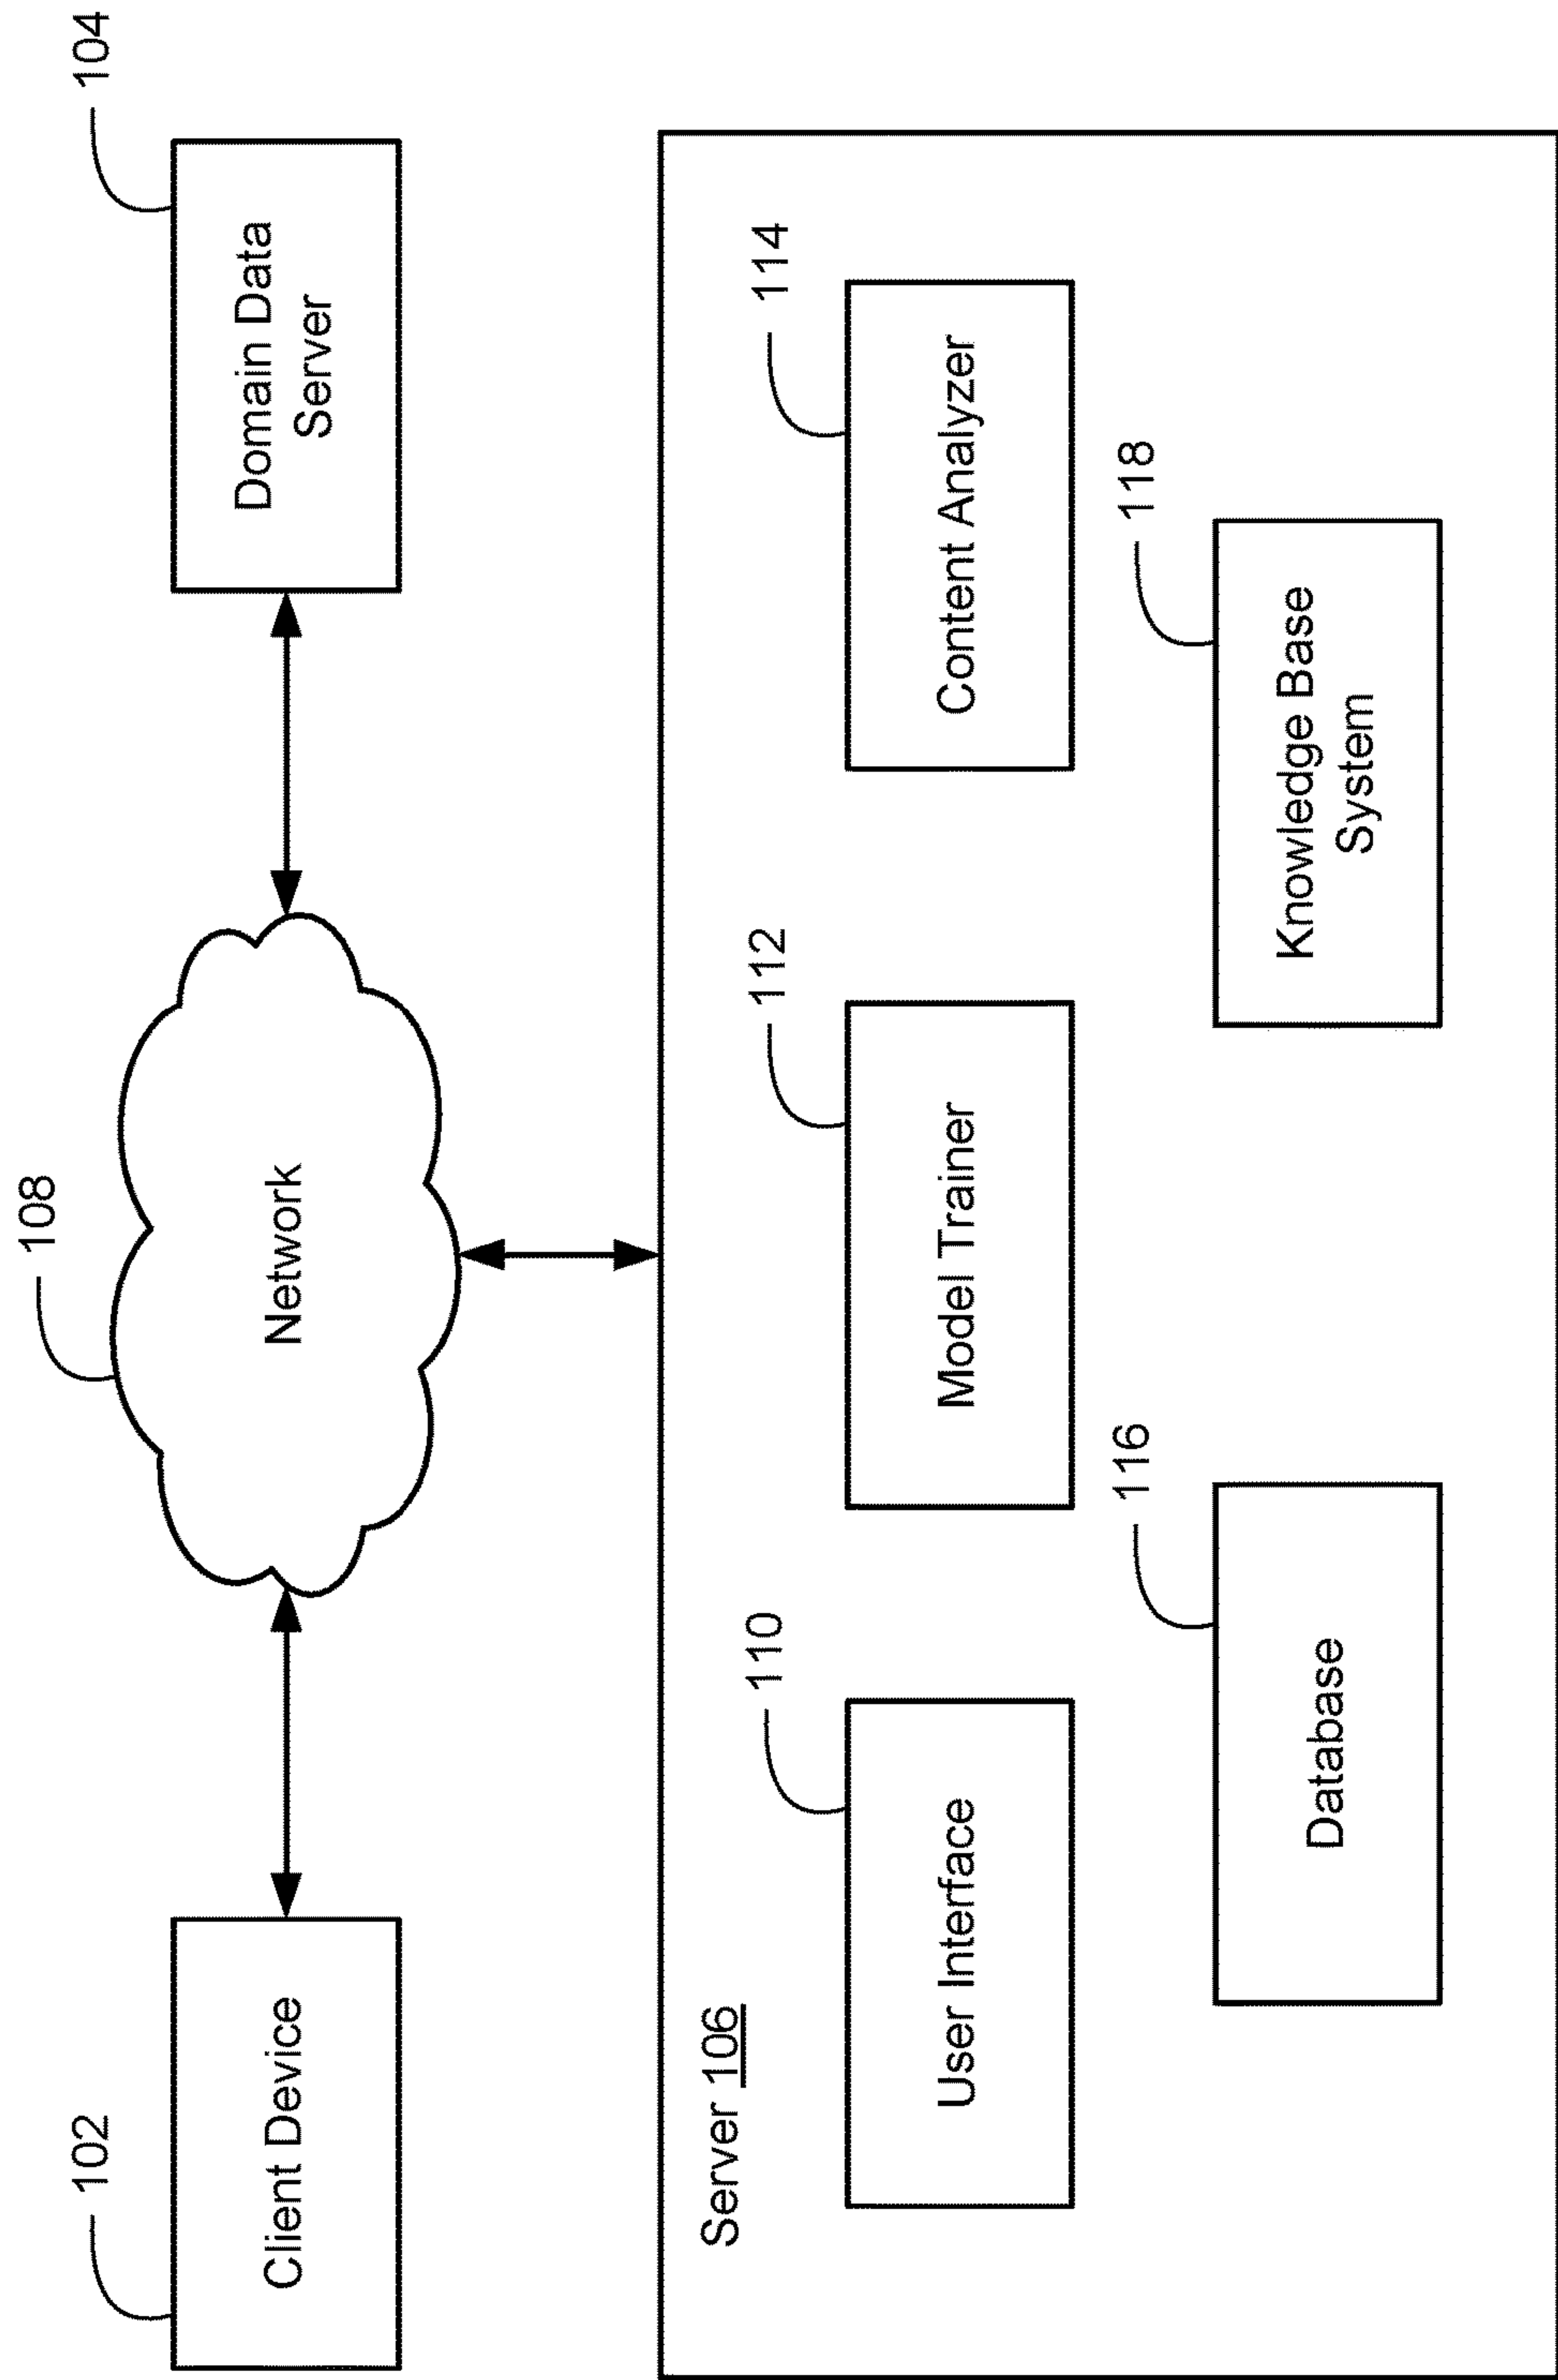 108
102
104
Client Device
Network
Domain Data
Server
Server 106
110
112
114
User Interface
Model Trainer
Content Analyzer
116
118
Database
Knowledge Base
System